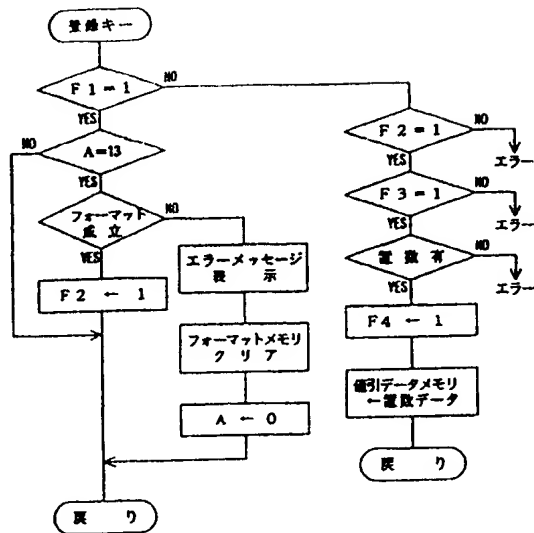 登録キー
F1=1
NO
YES
A=13
NO
YES
フォーマット
成立
NO
YES
F2 ← 1
エラーメッセージ
表示
フォーマットメモリ
クリア
A ← 0
戻り
F2=1
NO
エラー
YES
F3=1
NO
エラー
YES
置数有
NO
エラー
YES
F4 ← 1
値引データメモリ
←置数データ
戻り